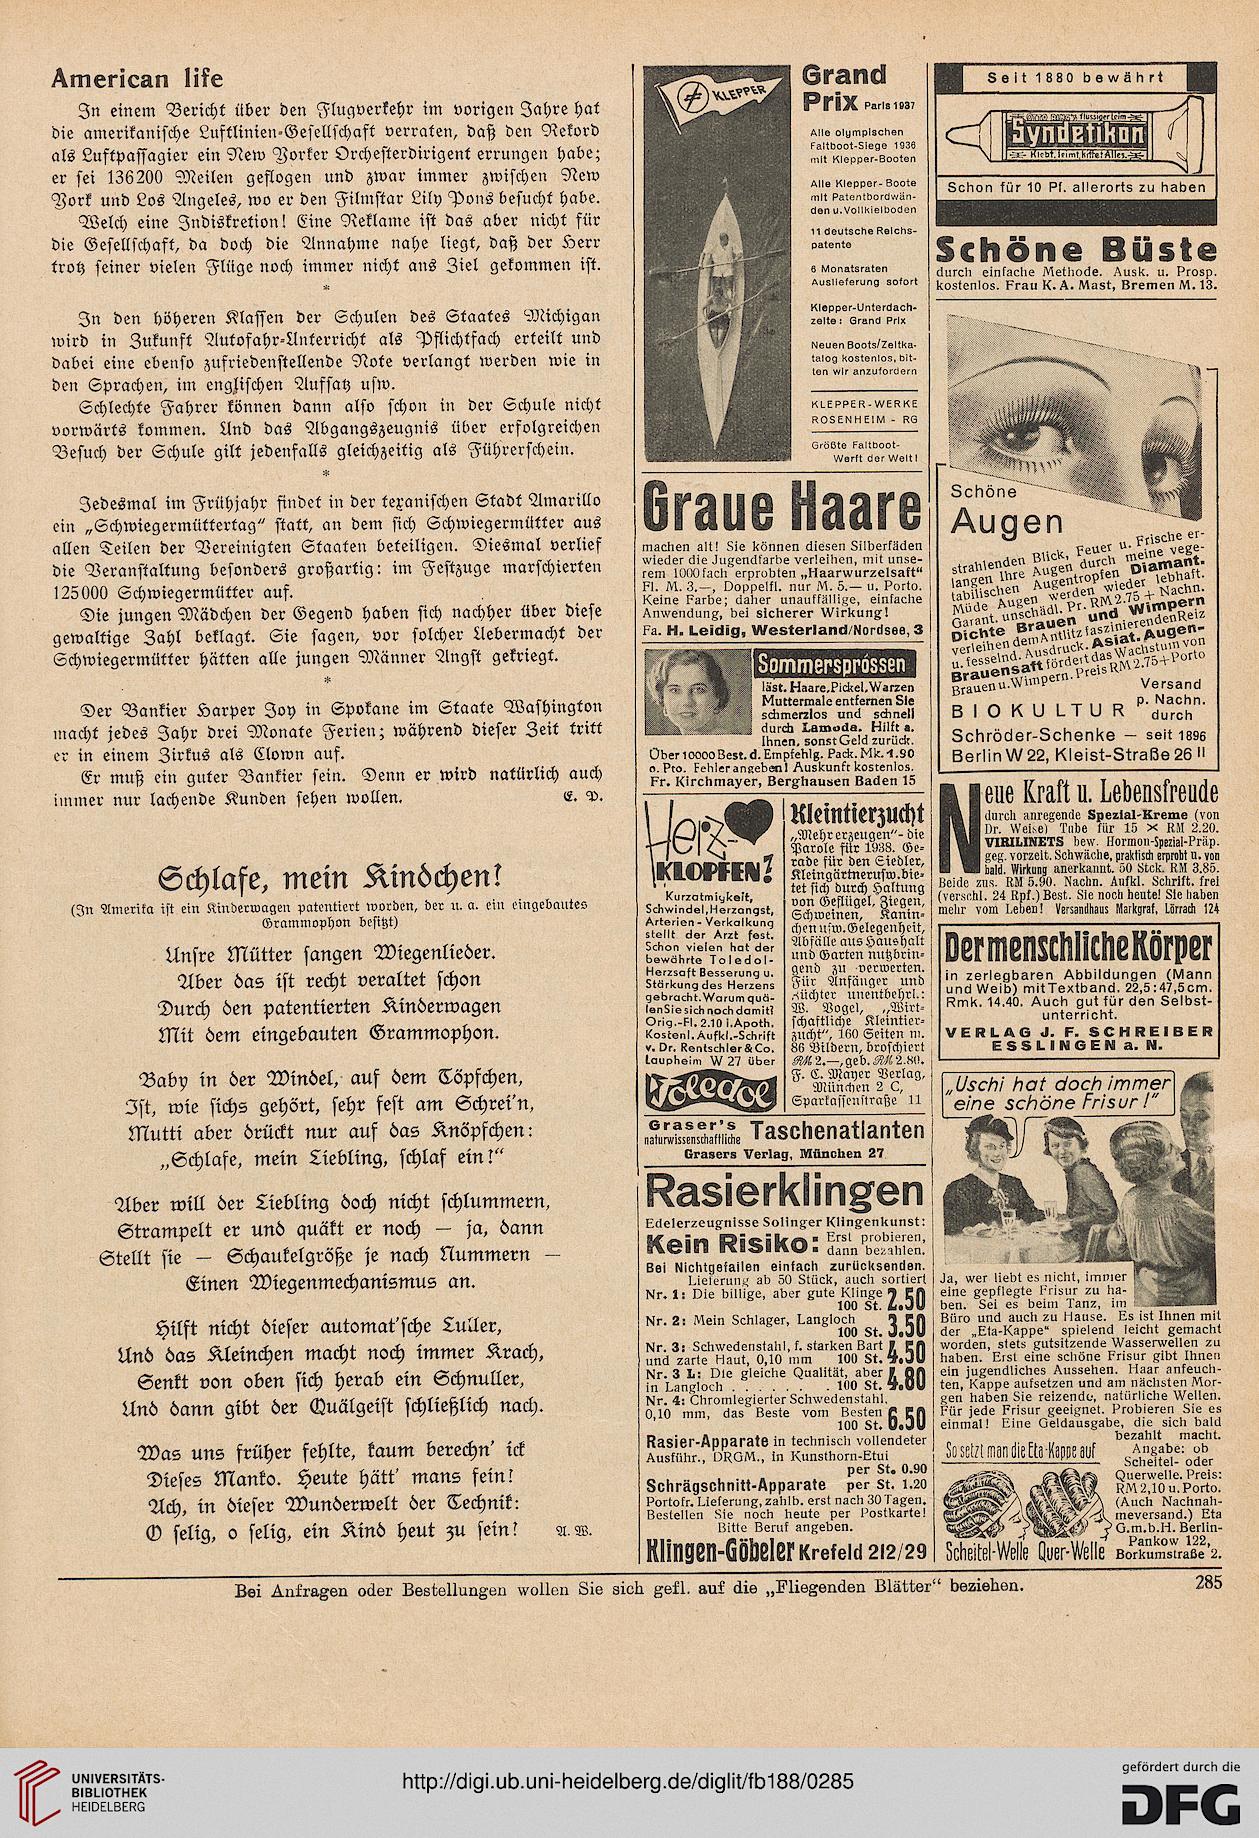 American life
In einem Bericht über den Flugverkehr im vorigen Jahre hat
die amerikanische Luftlinien-Gesellschaft verraten, daß den Rekord
als Luftpassagier ein New Yorker Orchesterdirigent errungen habe;
er sei 136200 Meilen geflogen und zwar immer zwischen New
York und Los Angeles, wo er den Filmstar Lily Pons besucht habe.
Welch eine Indiskretion! Eine Reklame ist das aber nicht für
die Gesellschaft, da doch die Annahme nahe liegt, daß der Herr
trotz seiner vielen Flüge noch immer nicht ans Ziel gekommen ist.
*
In den höheren Klassen der Schulen des Staates Michigan
wird in Zukunft Autofahr-Unterricht als Pflichtfach erteilt und
dabei eine ebenso zufriedenstellende Note verlangt werden wie in
den Sprachen, im englischen Aufsatz usw.
Schlechte Fahrer können dann also schon in der Schule nicht
vorwärts kommen. Und das Abgangszeugnis über erfolgreichen
Besuch der Schule gilt jedenfalls gleichzeitig als Führerschein.
*
Jedesmal im Frühjahr findet in der texanischen Stadt Amarillo
ein „Schwiegermüttertag“ statt, an dem sich Schwiegermütter aus
allen Teilen der Vereinigten Staaten beteiligen. Diesmal verlief
die Veranstaltung besonders großartig: im Festzuge marschierten
125000 Schwiegermütter auf.
Die jungen Mädchen der Gegend haben sich nachher über diese
gewaltige Zahl beklagt. Sie sagen, vor solcher Uebermacht der
Schwiegermütter hätten alle jungen Männer Angst gekriegt.
*
Der Bankier Harper Joy in Spokane im Staate Washington
macht jedes Jahr drei Monate Ferien; während dieser Zeit tritt
er in einem Zirkus als Clown auf.
Er muß ein guter Bankier sein. Denn er wird natürlich auch
immer nur lachende Kunden sehen wollen. E. D.
Schlafe, mein Kindchen!
(In Amerika ist ein Kinderwagen patentiert worden, der u. a. ein eingebautes
Grammophon besitzt)
Unsre Mütter sangen Wiegenlieder.
Aber das ist recht veraltet schon
Durch den patentierten Kinderwagen
Mit dem eingebauten Grammophon.
Baby in der Windel, auf dem Töpfchen,
Ist, wie sichs gehört, sehr fest am Schrei'n,
Mutti aber drückt nur auf das Knöpfchen:
„Schlafe, mein Liebling, schlaf ein!“
Aber will der Liebling doch nicht schlummern,
Strampelt er und quäkt er noch — ja, dann
Stellt sie — Schaukelgröße je nach Nummern —
Einen Wiegenmechanismus an.
Hilft nicht dieser automat'sche Luller,
Und das Kleinchen macht noch immer Krach,
Senkt von oben sich herab ein Schnuller,
Und dann gibt der Quälgeist schließlich nach.
Was uns früher fehlte, kaum berechn' ick
Dieses Manko. Heute hätt' mans fein!
Ach, in dieser Wunderwelt der Technik:
O selig, o selig, ein Kind heut zu sein! A. W.
KLEPPER
Grand
Prix Paris 1937
Alle olympischen
Faltboot-Siege 1936
mit Klepper-Booten
Alle Klepper-Boote
mit Patentbordwän-
den u. Vollkielboden
11 deutsche Reichs-
patente
6 Monatsraten
Auslieferung sofort
Klepper-Unterdach-
zelte: Grand Prix
Neuen Boots/Zeltka-
talog kostenlos, bit-
ten wir anzufordern
KLEPPER-WERKE
ROSENHEIM - RG
Größte Faltboot-
Werft der Welt!
Graue Haare
machen alt! Sie können diesen Silberfäden
wieder die Jugendfarbe verleihen, mit unse-
rem 1000fach erprobten „Haarwurzelsaft“
Fl. M. 3.—, Doppelfl. nur M. 5.— u. Porto.
Keine Farbe; daher unauffällige, einfache
Anwendung, bei sicherer Wirkung!
Fa. H. Leidig, Westerland/Nordsee, 3
Sommersprossen
läst. Haare, Pickel, Warzen
Muttermale entfernen Sie
schmerzlos und schnell
durch Lamoda. Hilft a.
Ihnen, sonst Geld zurück.
Über 10000 Best. d. Empfehlg. Pack. Mk. 1.90
o. Pto. Fehler angeben! Auskunft kostenlos.
Fr. Kirchmayer, Berghausen Baden 15
Herz-
KLOPFEN?
Kurzatmigkeit,
Schwindel, Herzangst,
Arterien-Verkalkung
stellt der Arzt fest.
Schon vielen hat der
bewährte Toledol-
Herzsaft Besserung u.
Stärkung des Herzens
gebracht. Warum quä-
len Sie sich noch damit?
Orig.-Fl. 2.10 i. Apoth.
Kostenl. Aufkl.-Schrift
v. Dr. Rentschler & Co.
Laupheim W 27 über
Toledol
Kleintierzucht
„Mehr erzeugen“ - die
Parole für 1938. Ge-
rade für den Siedler,
Kleingärtner usw. bie-
tet sich durch Haltung
von Geflügel, Ziegen,
Schweinen, Kanin-
chen usw. Gelegenheit,
Abfälle aus Haushalt
und Garten nutzbrin-
gend zu verwerten.
Für Anfänger und
Züchter unentbehrl.:
W. Vogel, „Wirt-
schaftliche Kleintier-
zucht“, 160 Seiten m.
86 Bildern, broschiert
RM 2.—, geb. RM 2.80.
F. C. Mayer Verlag,
München 2 C,
Sparkassenstraße 11
Graser's
naturwissenschaftliche Taschenatlanten
Grasers Verlag, München 27
Rasierklingen
Edelerzeugnisse Solinger Klingenkunst:
Kein Risiko: Erst probieren,
dann bezahlen.
Bei Nichtgefallen einfach zurücksenden.
Lieferung ab 50 Stück, auch sortiert
Nr. 1: Die billige, aber gute Klinge
100 St. 2.50
Nr. 2: Mein Schlager, Langloch
100 St. 3.50
Nr. 3: Schwedenstahl, f. starken Bart
und zarte Haut, 0,10 mm 100 St. 4.50
Nr. 3 L: Die gleiche Qualität, aber
in Langloch . . . . . . . 100 St. 4.80
Nr. 4: Chromlegierter Schwedenstahl,
0,10 mm, das Beste vom Besten
100 St. 6.50
Rasier-Apparate in technisch vollendeter
Ausführ., DRGM., in Kunsthorn-Etui
per St. 0.90
Schrägschnitt-Apparate per St. 1.20
Portofr. Lieferung, zahlb. erst nach 30 Tagen.
Bestellen Sie noch heute per Postkarte!
Bitte Beruf angeben.
Klingen-Göbeler Krefeld 212/29
Seit 1880 bewährt
OTTO RING's flüssiger Leim
Syndetikon
Klebt, leimt, kittet Alles.
Schon für 10 Pf. allerorts zu haben
Schöne Büste
durch einfache Methode. Ausk. u. Prosp.
kostenlos. Frau K. A. Mast, Bremen M. 13.
Schöne
Augen
strahlenden Blick, Feuer u. Frische er-
langen Ihre Augen durch meine vege-
tabilischen Augentropfen Diamant.
Müde Augen werden wieder lebhaft.
Garant. unschädl. Pr. RM 2.75 + Nachn.
Dichte Brauen und Wimpern
verleihen dem Antlitz faszinierenden Reiz
u. fesselnd. Ausdruck. Asiat. Augen-
Brauensaft fördert das Wachstum von
Brauen u. Wimpern. Preis RM 2.75 + Porto
Versand
BIOKULTUR p. Nachn.
durch
Schröder-Schenke — seit 1896
Berlin W 22, Kleist-Straße 26 II
Neue Kraft u. Lebensfreude
durch anregende Spezial-Kreme (von
Dr. Weise) Tube für 15 × RM 2.20.
VIRILINETS bew. Hormon-Spezial-Präp.
geg. vorzeit. Schwäche, praktisch erprobt u. von
bald. Wirkung anerkannt. 50 Stck. RM 3.85.
Beide zus. RM 5.90. Nachn. Aufkl. Schrift. frei
(verschl. 24 Rpf.) Best. Sie noch heute! Sie haben
mehr vom Leben! Versandhaus Markgraf, Lörrach 124
Der menschliche Körper
in zerlegbaren Abbildungen (Mann
und Weib) mit Textband. 22,5 : 47,5 cm.
Rmk. 14.40. Auch gut für den Selbst-
unterricht.
VERLAG J. F. SCHREIBER
ESSLINGEN a. N.
„Uschi hat doch immer
eine schöne Frisur!“
Ja, wer liebt es nicht, immer
eine gepflegte Frisur zu ha-
ben. Sei es beim Tanz, im
Büro und auch zu Hause. Es ist Ihnen mit
der „Eta-Kappe“ spielend leicht gemacht
worden, stets gutsitzende Wasserwellen zu
haben. Erst eine schöne Frisur gibt Ihnen
ein jugendliches Aussehen. Haar anfeuch-
ten, Kappe aufsetzen und am nächsten Mor-
gen haben Sie reizende, natürliche Wellen.
Für jede Frisur geeignet. Probieren Sie es
einmal! Eine Geldausgabe, die sich bald
bezahlt macht.
So setzt man die Eta-Kappe auf
Angabe: ob
Scheitel- oder
Querwelle. Preis:
RM 2,10 u. Porto.
(Auch Nachnah-
meversand.) Eta
G.m.b.H. Berlin-
Pankow 122,
Borkumstraße 2.
Scheitel-Welle Quer-Welle
Bei Anfragen oder Bestellungen wollen Sie sich gefl. auf die „Fliegenden Blätter“ beziehen.
285
UNIVERSITÄTS-
BIBLIOTHEK
HEIDELBERG
http://digi.ub.uni-heidelberg.de/diglit/fb188/0285
gefördert durch die
DFG